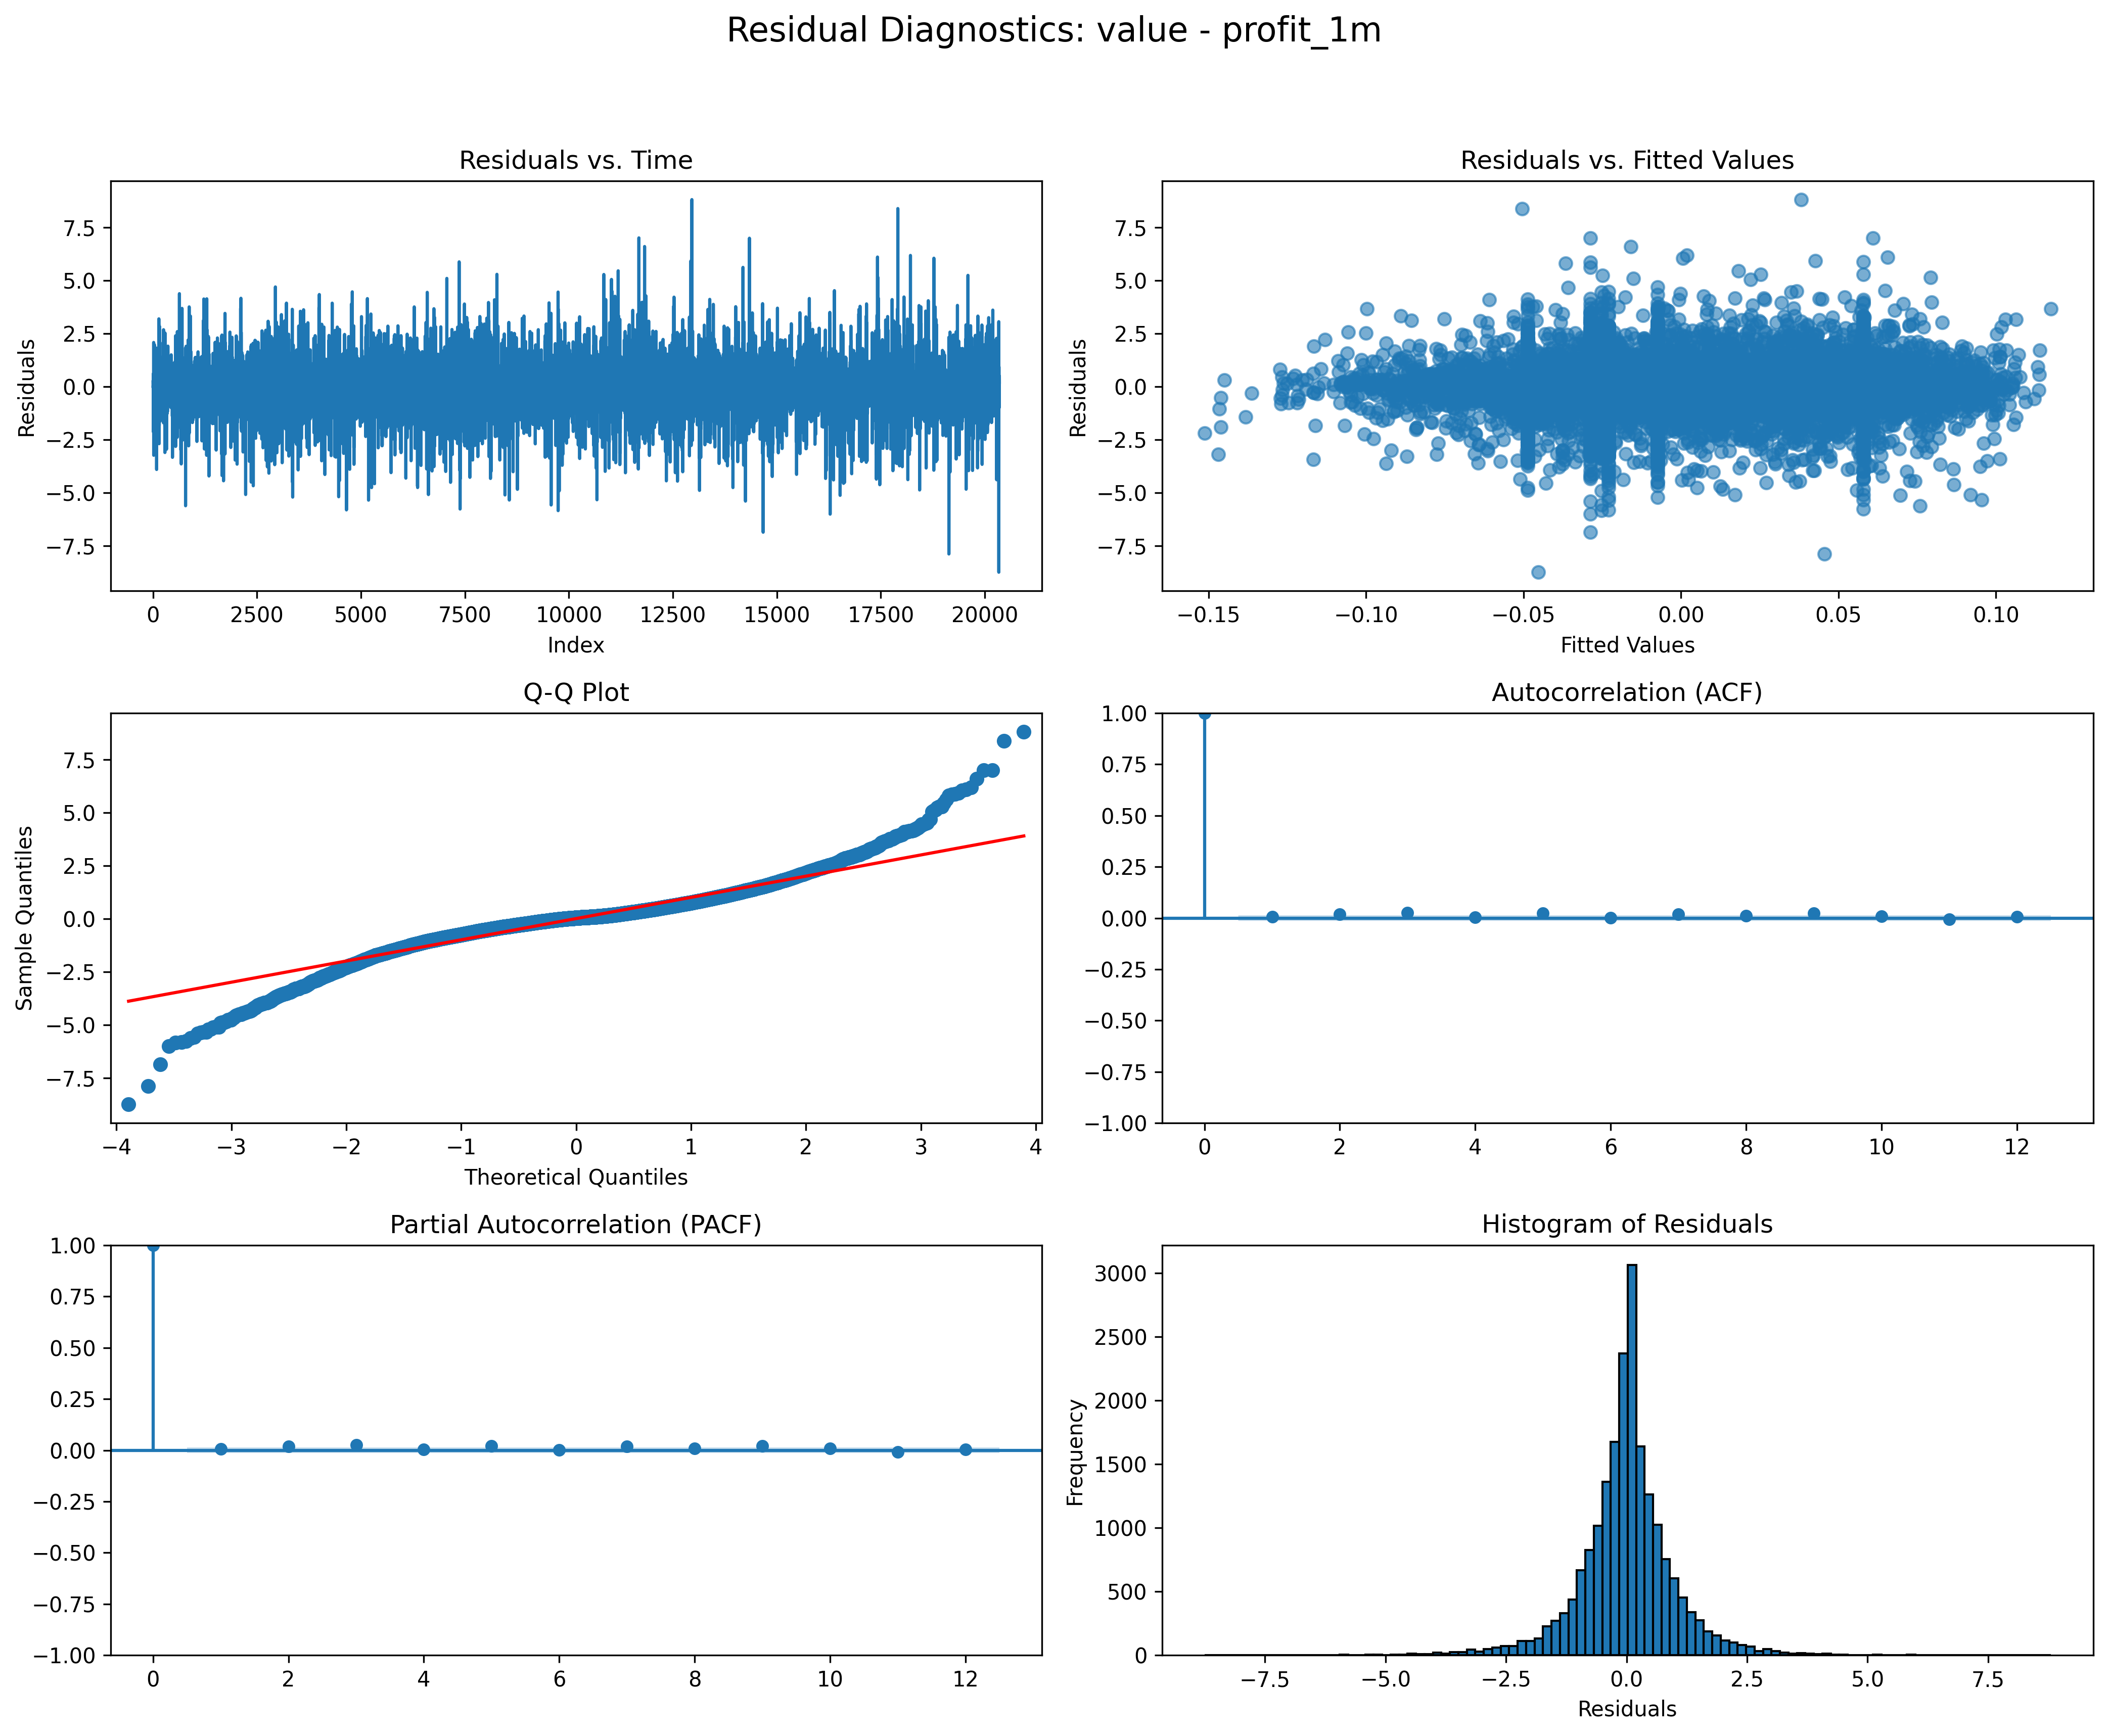 Residual Diagnostics: value - profit_1m
Residuals vs. Time
Residuals
7.5
5.0
2.5
0.0
−2.5
−5.0
−7.5
0 2500 5000 7500 10000 12500 15000 17500 20000
Index
Residuals vs. Fitted Values
Residuals
7.5
5.0
2.5
0.0
−2.5
−5.0
−7.5
−0.15 −0.10 −0.05 0.00 0.05 0.10
Fitted Values
Q-Q Plot
Sample Quantiles
7.5
5.0
2.5
0.0
−2.5
−5.0
−7.5
−4 −3 −2 −1 0 1 2 3 4
Theoretical Quantiles
Autocorrelation (ACF)
1.00
0.75
0.50
0.25
0.00
−0.25
−0.50
−0.75
−1.00
0 2 4 6 8 10 12
Partial Autocorrelation (PACF)
1.00
0.75
0.50
0.25
0.00
−0.25
−0.50
−0.75
−1.00
0 2 4 6 8 10 12
Histogram of Residuals
Frequency
3000
2500
2000
1500
1000
500
0
−7.5 −5.0 −2.5 0.0 2.5 5.0 7.5
Residuals